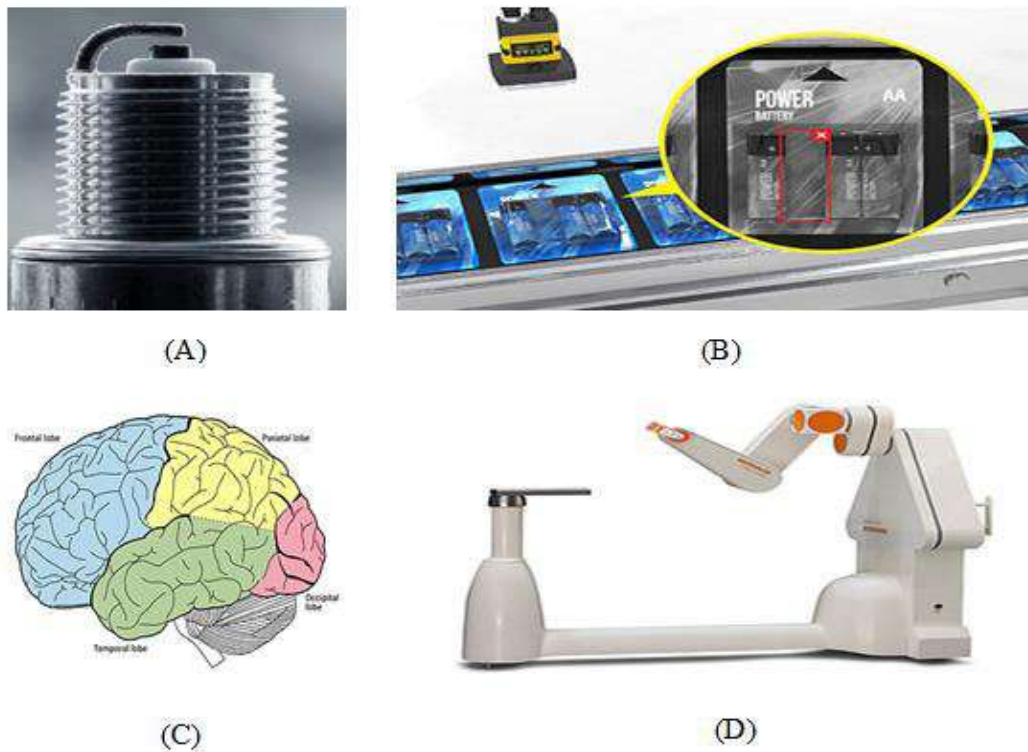 POWER
BATTERY
AA
(A)
(B)
Frontal lobe
Parietal lobe
Occipital
lobe
Temporal lobe
(C)
(D)